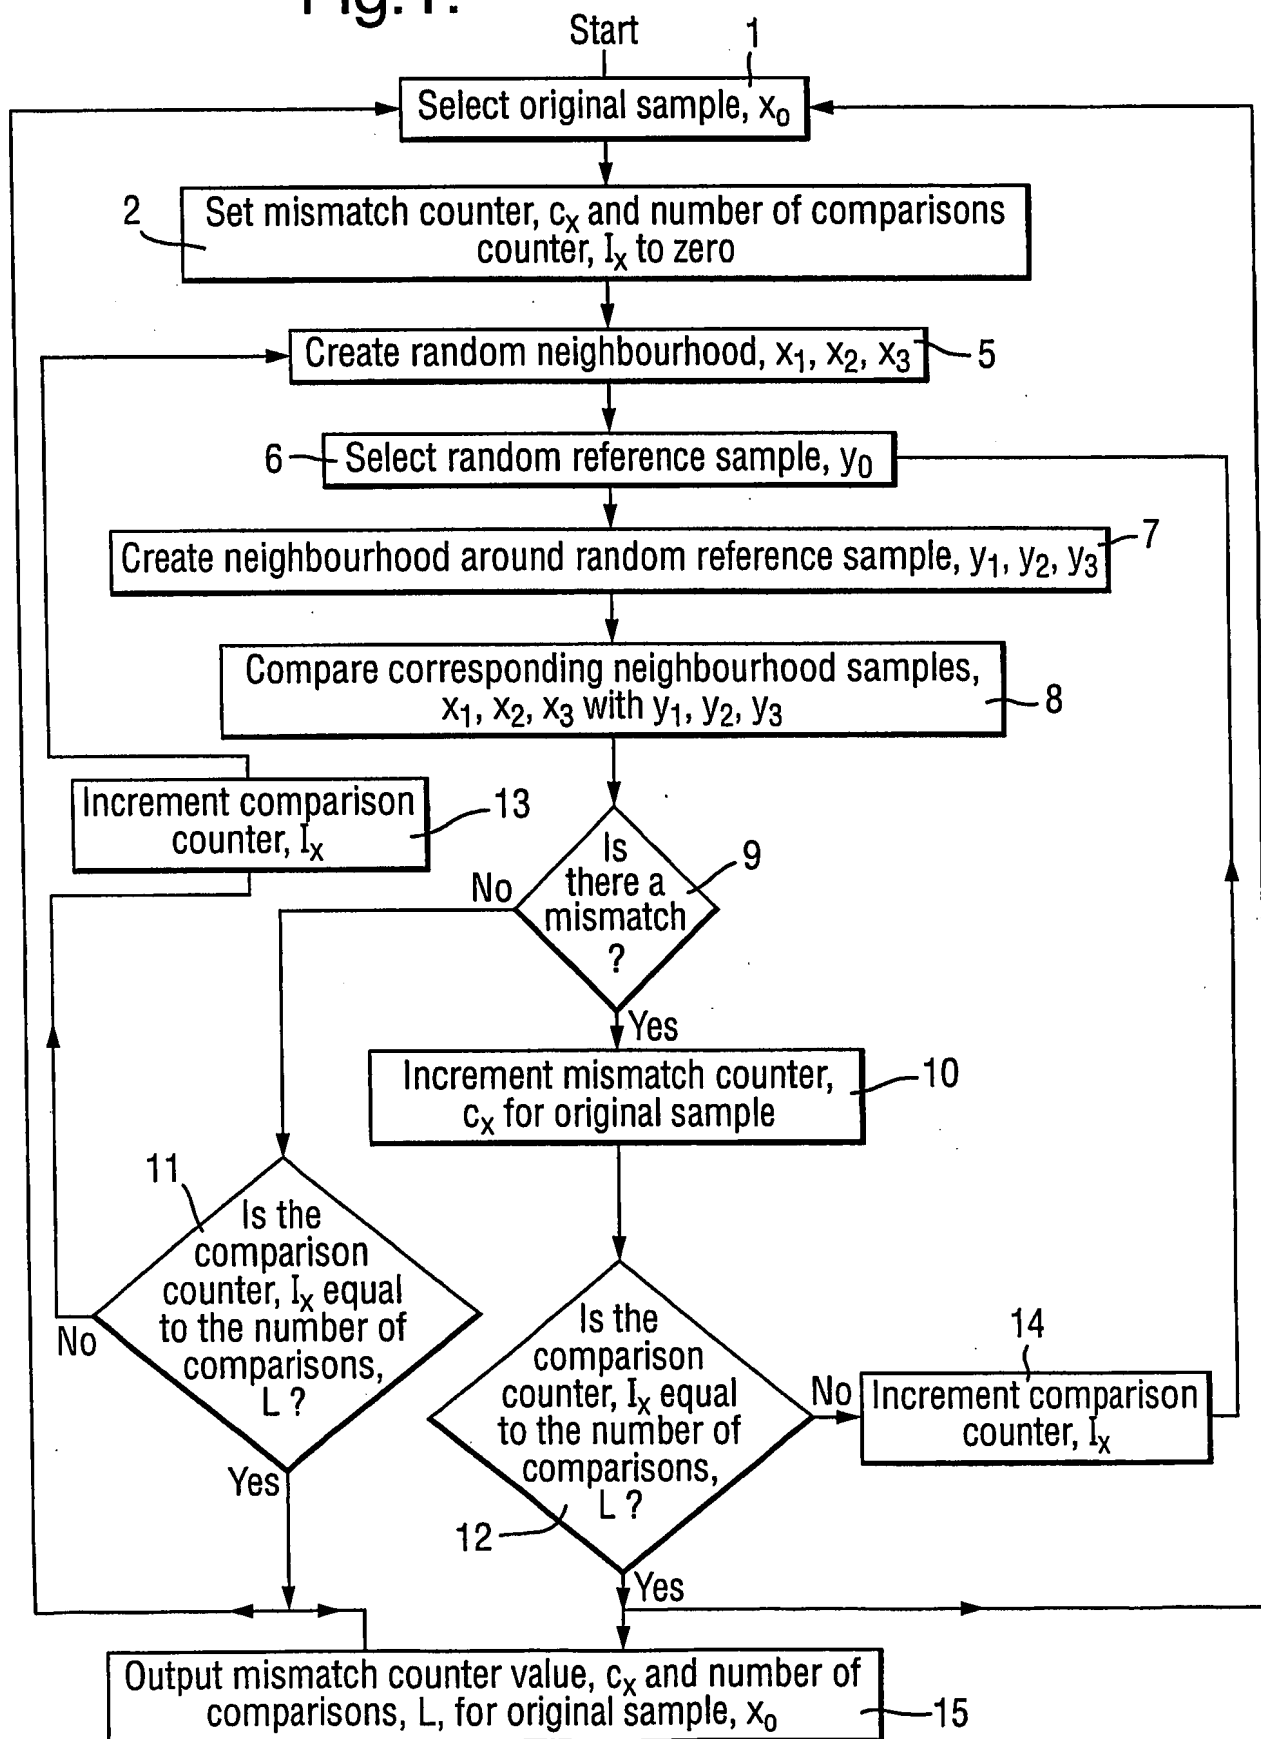 Fig.1.
Start
1
Select original sample, x0
2
Set mismatch counter, cx and number of comparisons
counter, Ix to zero
Create random neighbourhood, x1, x2, x3
5
6
Select random reference sample, y0
7
Create neighbourhood around random reference sample, y1, y2, y3
Compare corresponding neighbourhood samples,
x1, x2, x3 with y1, y2, y3
8
Increment comparison
counter, Ix
13
Is
there a
mismatch
?
9
No
Yes
Increment mismatch counter,
cx for original sample
10
11
Is the
comparison
counter, Ix equal
to the number of
comparisons,
L ?
No
Yes
Is the
comparison
counter, Ix equal
to the number of
comparisons,
L ?
12
No
Yes
14
Increment comparison
counter, Ix
Output mismatch counter value, cx and number of
comparisons, L, for original sample, x0
15